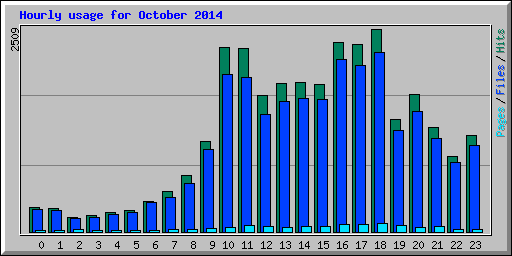 Hourly usage for October 2014
2509
Pages/Files/Hits
0 1 2 3 4 5 6 7 8 9 10 11 12 13 14 15 16 17 18 19 20 21 22 23